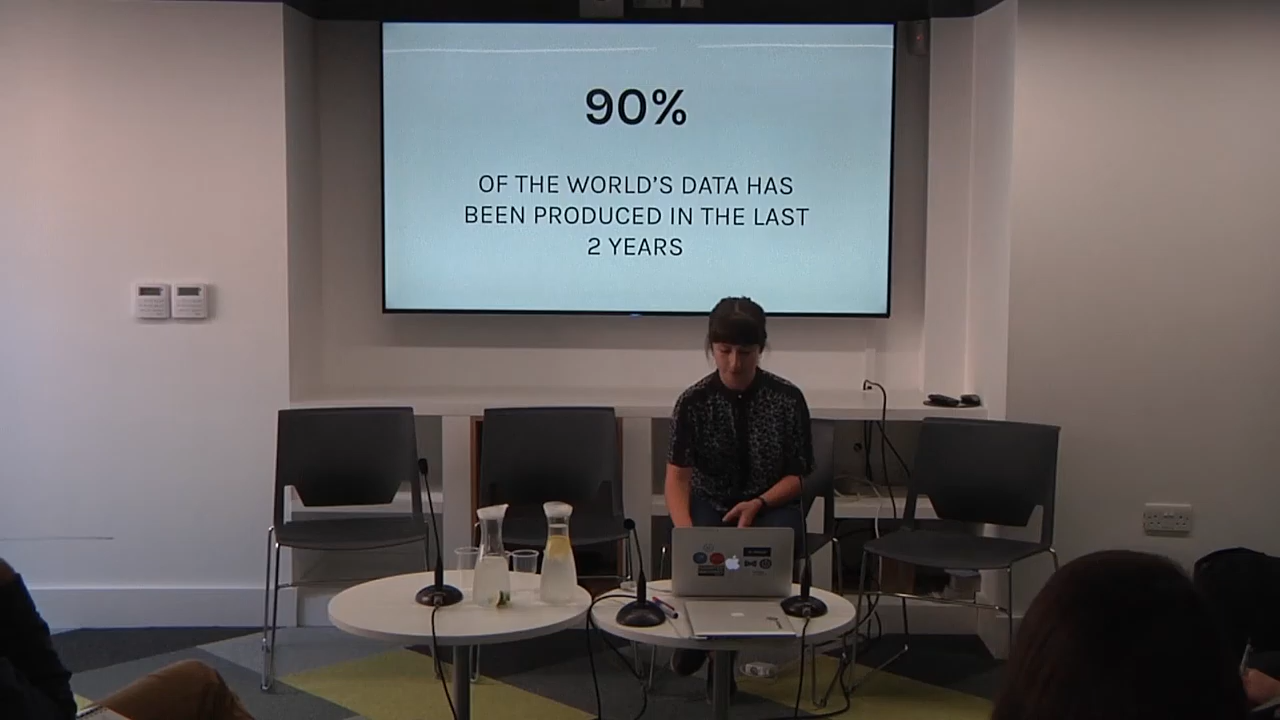 90%
OF THE WORLD'S DATA HAS
BEEN PRODUCED IN THE LAST
2 YEARS